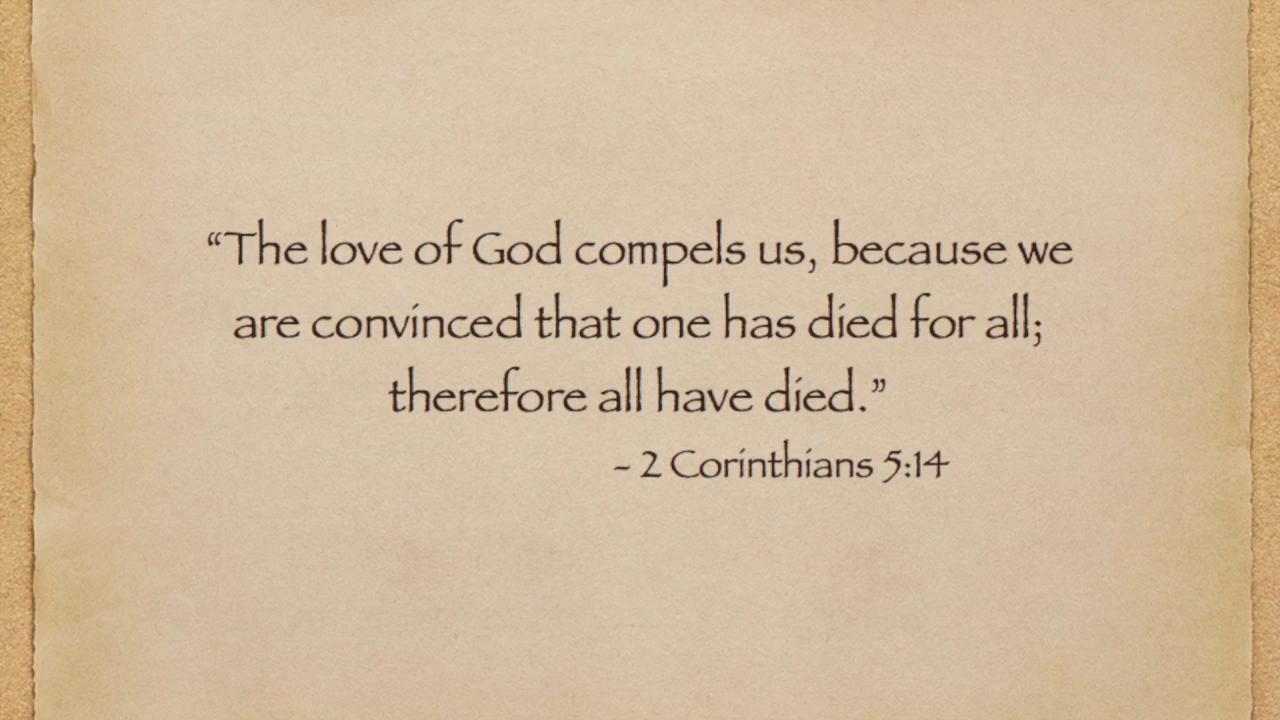 “The love of God compels us, because we
are convinced that one has died for all;
therefore all have died.”
- 2 Corinthians 5:14